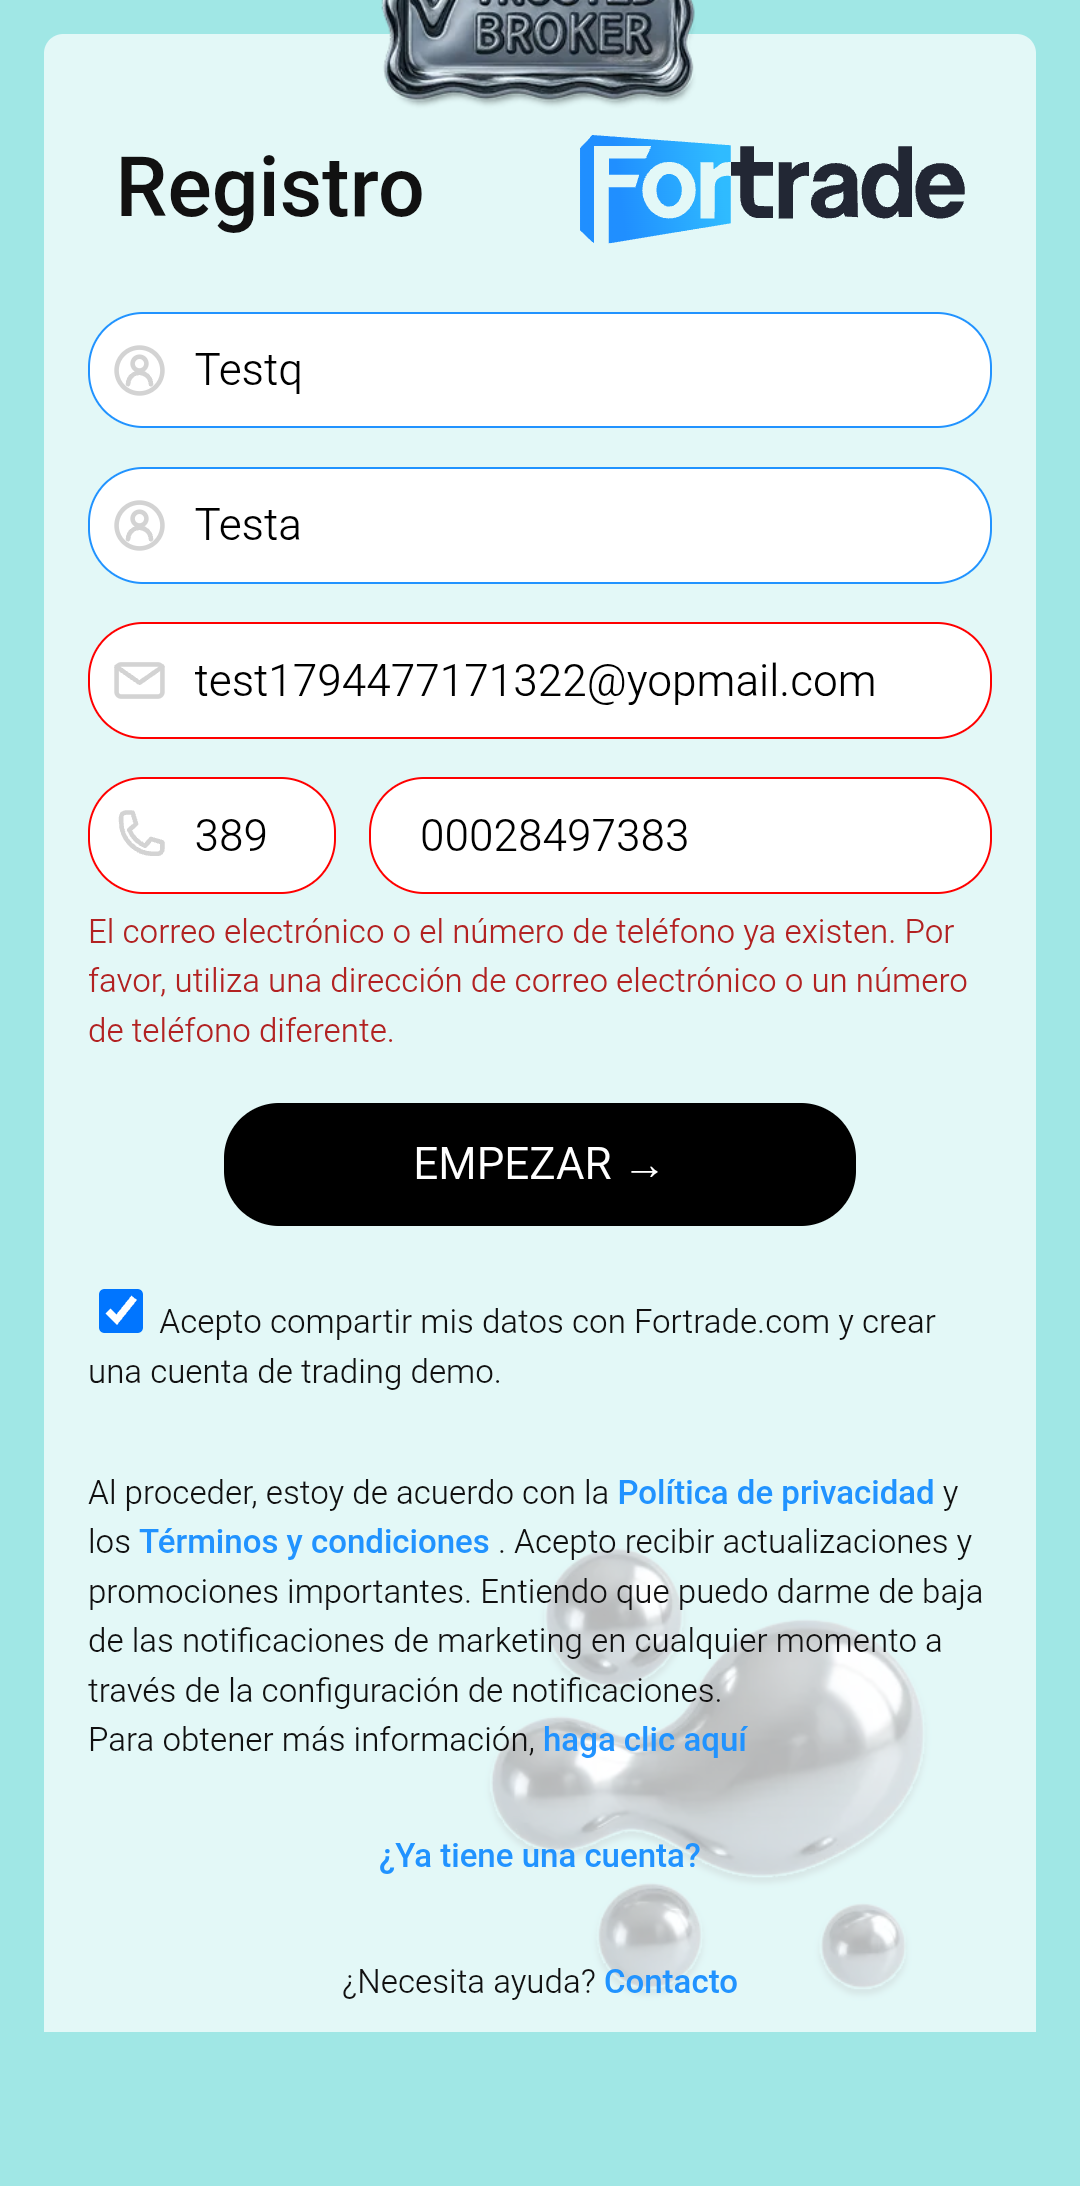 TRUSTED
BROKER
Registro
Fortrade
Testq
Testa
test1794477171322@yopmail.com
389 00028497383
El correo electrónico o el número de teléfono ya existen. Por
favor, utiliza una dirección de correo electrónico o un número
de teléfono diferente.
EMPEZAR →
Acepto compartir mis datos con Fortrade.com y crear
una cuenta de trading demo.
Al proceder, estoy de acuerdo con la Política de privacidad y
los Términos y condiciones . Acepto recibir actualizaciones y
promociones importantes. Entiendo que puedo darme de baja
de las notificaciones de marketing en cualquier momento a
través de la configuración de notificaciones.
Para obtener más información, haga clic aquí
¿Ya tiene una cuenta?
¿Necesita ayuda? Contacto